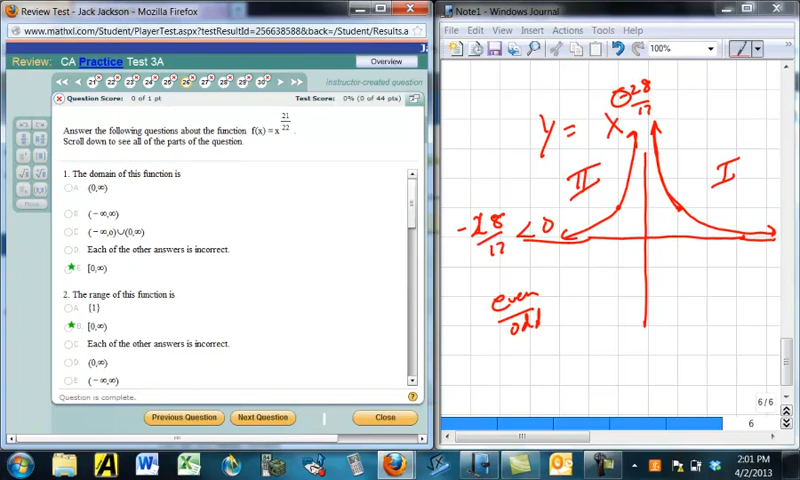 Review Test - Jack Jackson - Mozilla Firefox
www.mathxl.com/Student/PlayerTest.aspx?testResultId=256638588&back=/Student/Results.a
Review: CA Practice Test 3A
Overview
21 22 23 24 25 26 27 28 29 30
instructor-created question
Question Score: 0 of 1 pt
Test Score: 0% (0 of 44 pts)
Answer the following questions about the function f(x) = x^21/22 .
Scroll down to see all of the parts of the question.
1. The domain of this function is
A (0,∞)
B (−∞,∞)
C (−∞,o)∪(0,∞)
D Each of the other answers is incorrect.
E [0,∞)
2. The range of this function is
A {1}
B [0,∞)
C Each of the other answers is incorrect.
D (0,∞)
E (−∞,∞)
Question is complete.
Previous Question
Next Question
Close
Note1 - Windows Journal
File Edit View Insert Actions Tools Help
100%
y = x^-28/17
II
I
-28/17 < 0
even/odd
6/6
6
2:01 PM
4/2/2013